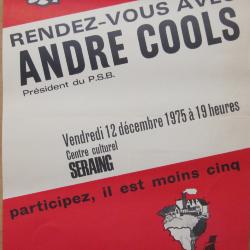 RENDEZ-VOUS AVEC
ANDRE COOLS
Président du P.S.B.
Vendredi 12 décembre 1975 à 19 heures
Centre culturel
SERAING
participez, il est moins cinq